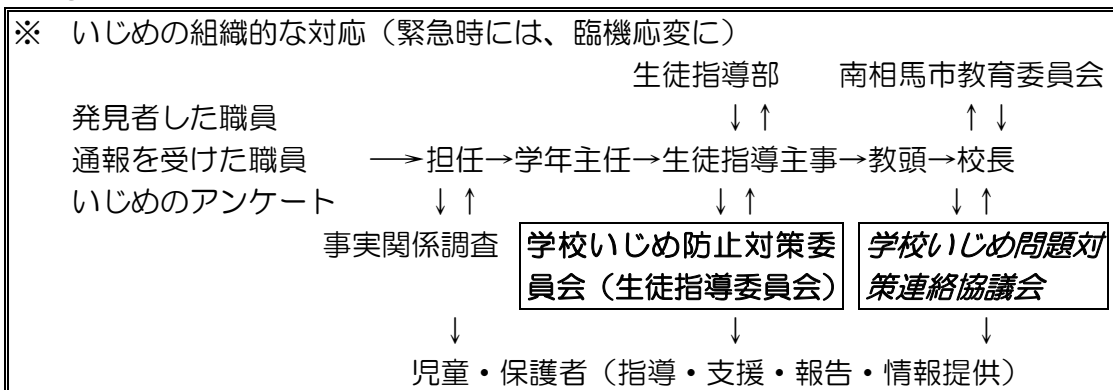 ※ いじめの組織的な対応（緊急時には、臨機応変に）
生徒指導部 南相馬市教育委員会
発見者した職員 ↓↑ ↑↓
通報を受けた職員 ─→担任→学年主任→生徒指導主事→教頭→校長
いじめのアンケート ↓↑ ↓↑ ↓↑
事実関係調査 学校いじめ防止対策委 学校いじめ問題対
員会（生徒指導委員会） 策連絡協議会
↓ ↓ ↓
児童・保護者（指導・支援・報告・情報提供）